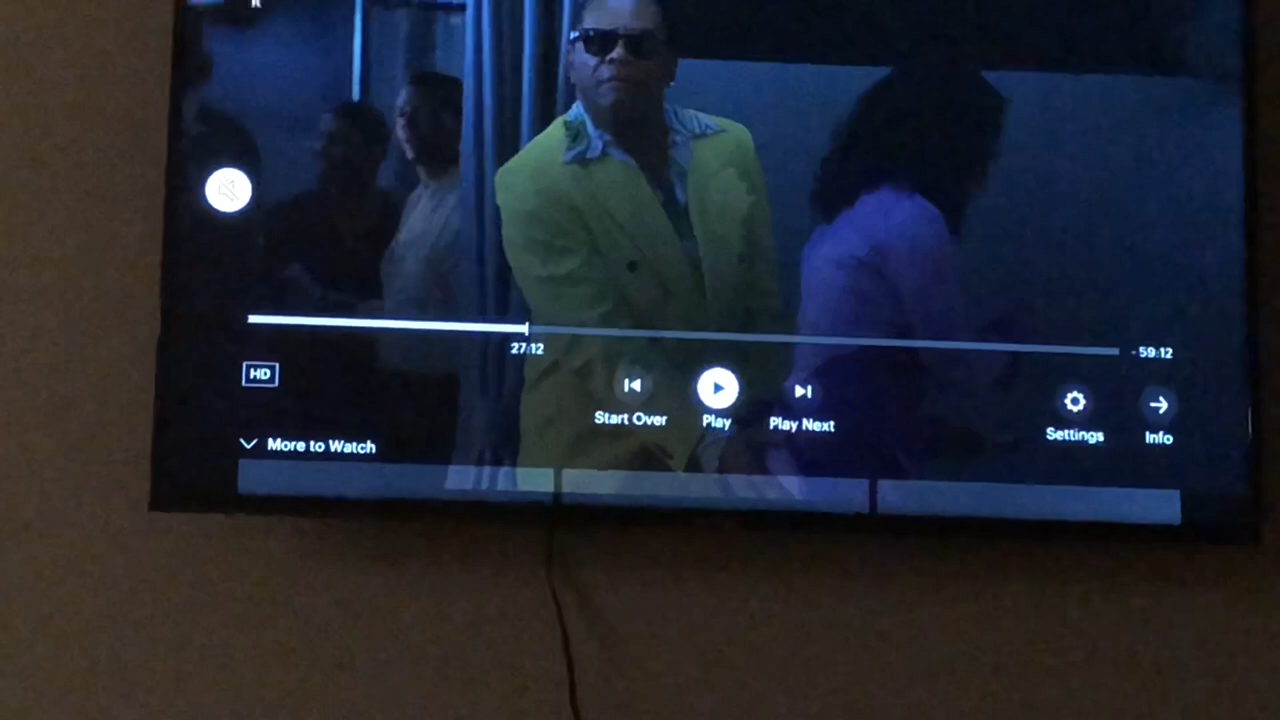 R
27:12
- 59:12
HD
Start Over
Play
Play Next
Settings
Info
More to Watch